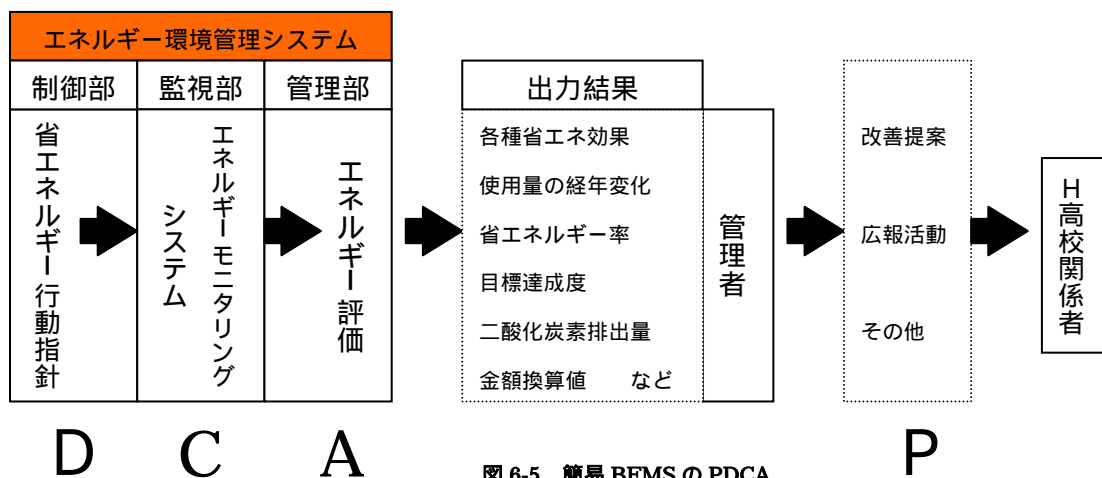 エネルギー環境管理システム
制御部
監視部
管理部
省エネルギー行動指針
エネルギーモニタリング
システム
エネルギー評価
出力結果
各種省エネ効果
使用量の経年変化
省エネルギー率
目標達成度
二酸化炭素排出量
金額換算値 など
管理者
改善提案
広報活動
その他
H高校関係者
D
C
A
P
図 6-5 簡易 BEMS の PDCA